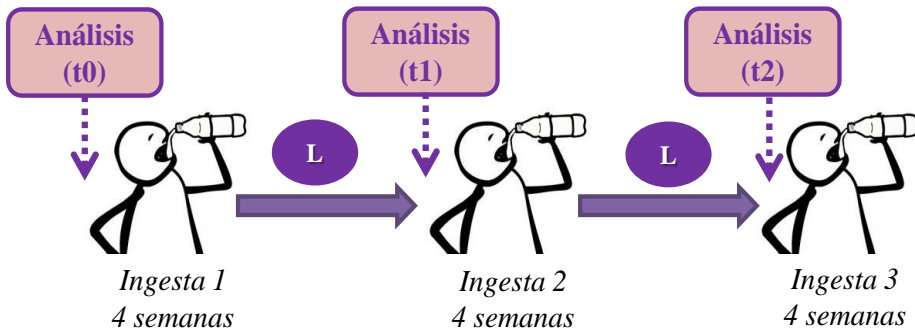 Análisis
(t0)
Análisis
(t1)
Análisis
(t2)
L
L
Ingesta 1
4 semanas
Ingesta 2
4 semanas
Ingesta 3
4 semanas